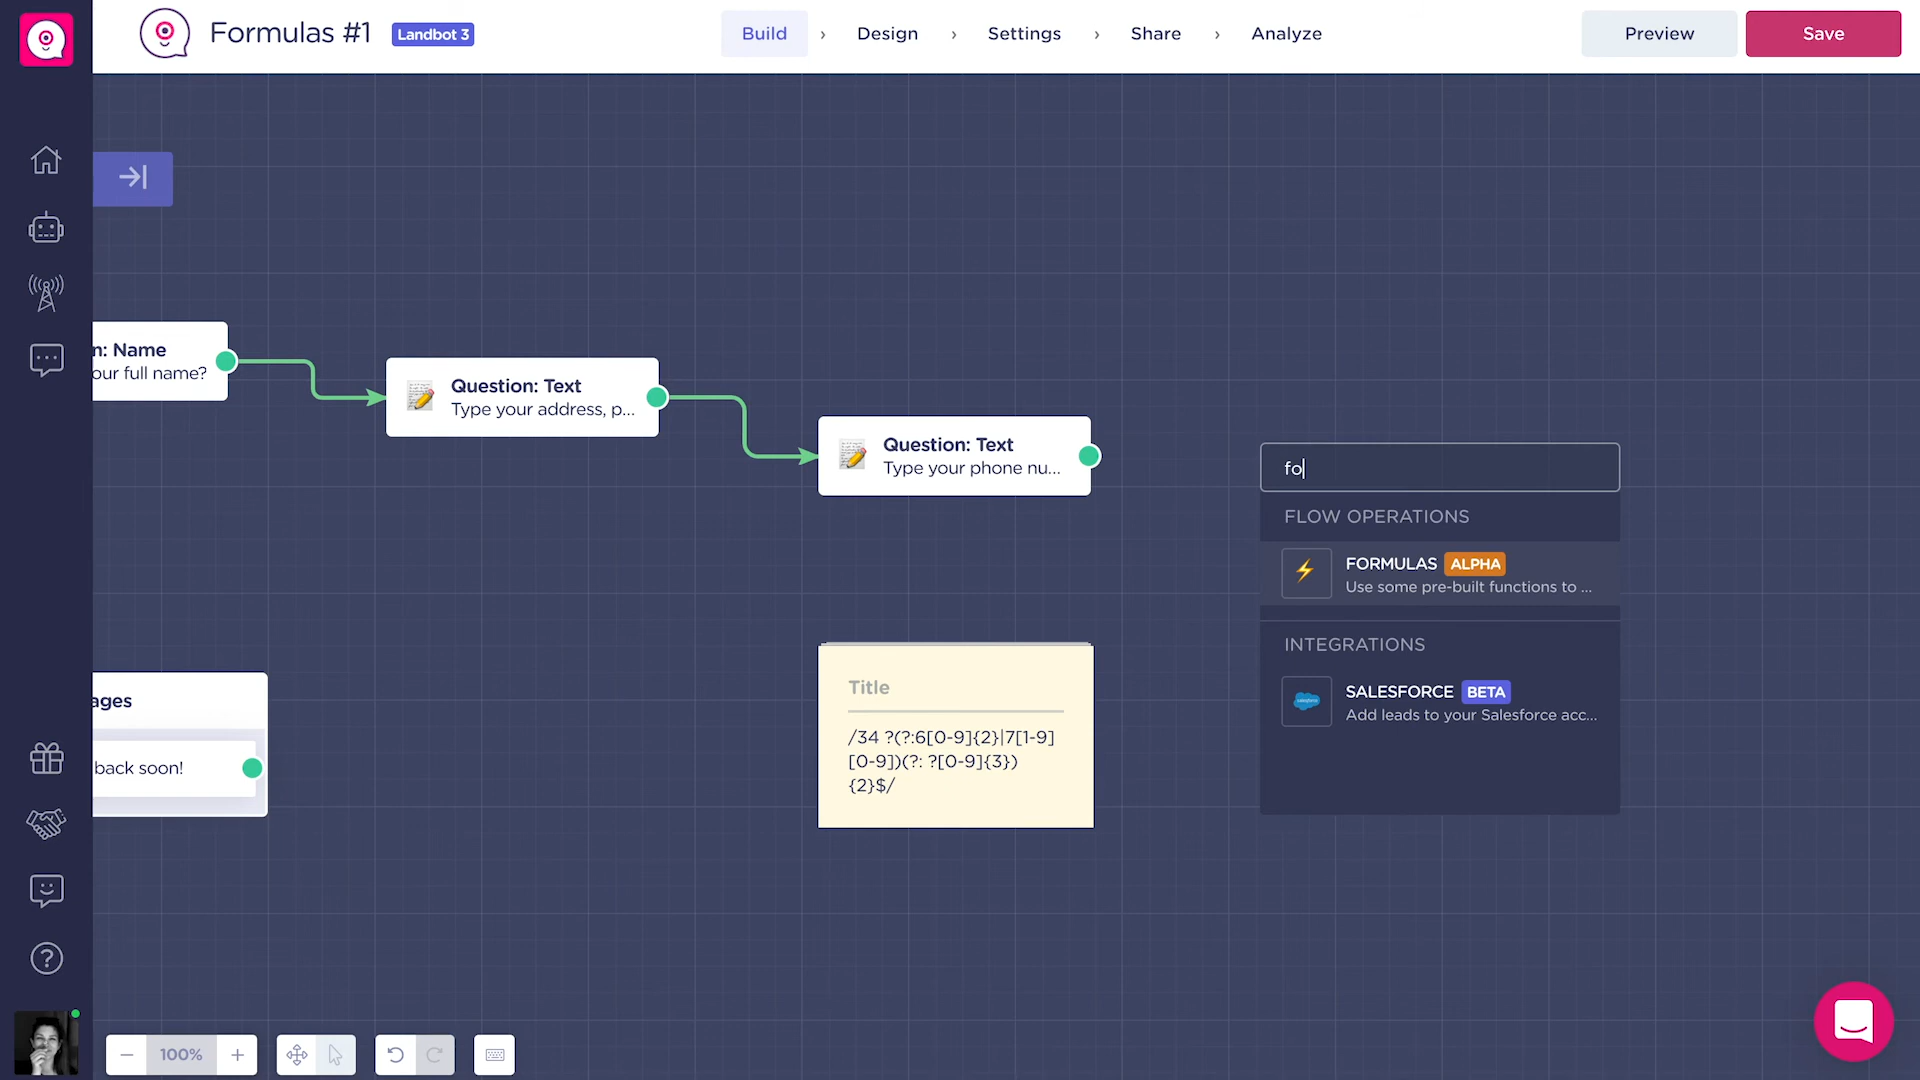 Formulas #1
Landbot 3
Build
Design
Settings
Share
Analyze
Preview
Save
n: Name
our full name?
Question: Text
Type your address, p...
Question: Text
Type your phone nu...
fo
FLOW OPERATIONS
FORMULAS ALPHA
Use some pre-built functions to ...
INTEGRATIONS
SALESFORCE BETA
Add leads to your Salesforce acc...
ages
back soon!
Title
/34 ?(?:6[0-9]{2}|7[1-9]
[0-9])(?: ?[0-9]{3})
{2}$/
100%